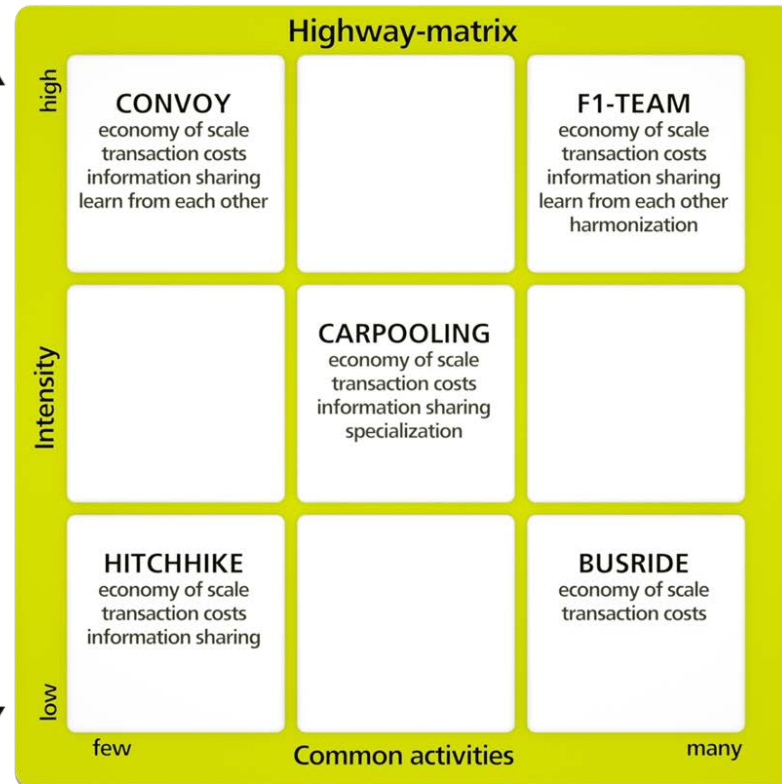 Highway-matrix
high
CONVOY
economy of scale
transaction costs
information sharing
learn from each other
F1-TEAM
economy of scale
transaction costs
information sharing
learn from each other
harmonization
Intensity
CARPOOLING
economy of scale
transaction costs
information sharing
specialization
HITCHHIKE
economy of scale
transaction costs
information sharing
BUSRIDE
economy of scale
transaction costs
low
few
Common activities
many